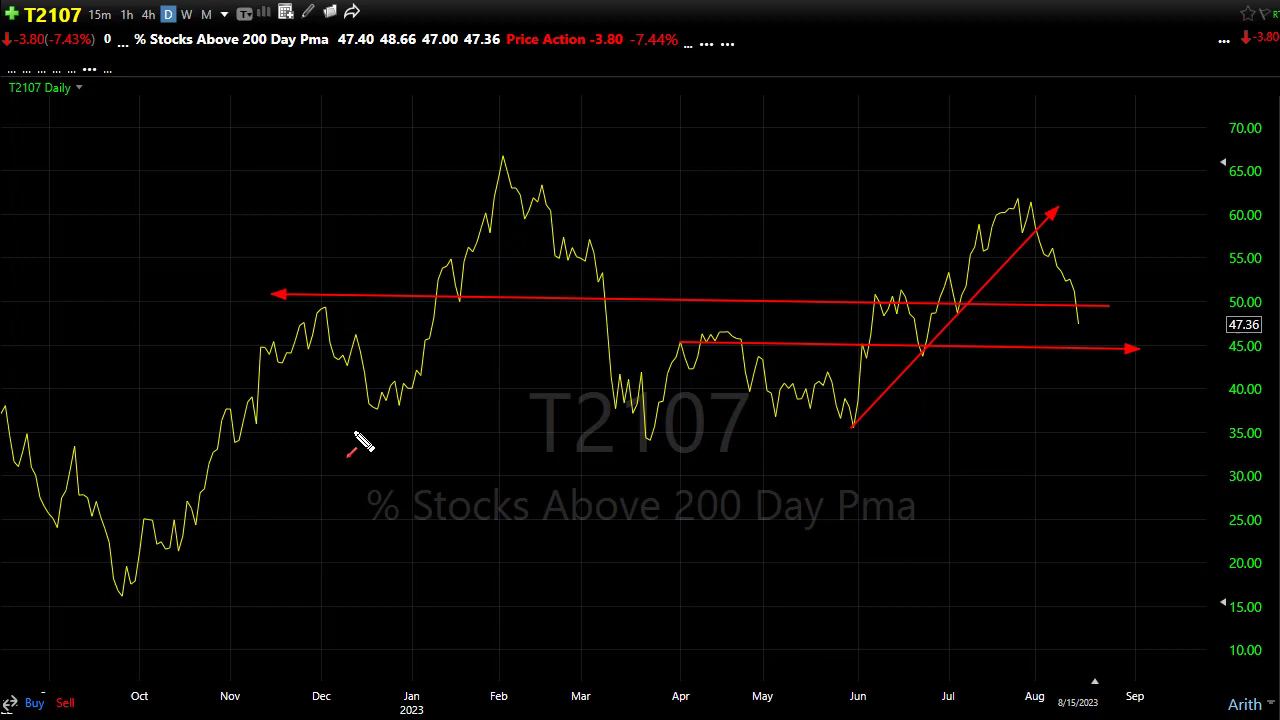 T2107 15m 1h 4h D W M T
-3.80(-7.43%) 0 ... % Stocks Above 200 Day Pma 47.40 48.66 47.00 47.36 Price Action -3.80 -7.44% ... ... ... ... -3.80
... ... ... ... ... ... ...
T2107 Daily
70.00
65.00
60.00
55.00
50.00
47.36
45.00
40.00
35.00
30.00
25.00
20.00
15.00
10.00
T2107
% Stocks Above 200 Day Pma
Oct Nov Dec Jan Feb Mar Apr May Jun Jul Aug Sep
2023 8/15/2023
Buy Sell Arith